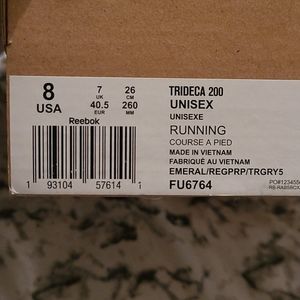 8 7 26 TRIDECA 200
UK CM
USA 40.5 260 UNISEX
EUR MM
UNISEXE
Reebok
RUNNING
COURSE A PIED
MADE IN VIETNAM
FABRIQUÉ AU VIETNAM
EMERAL/REGPRP/TRGRY5
1 93104 57614 1
FU6764